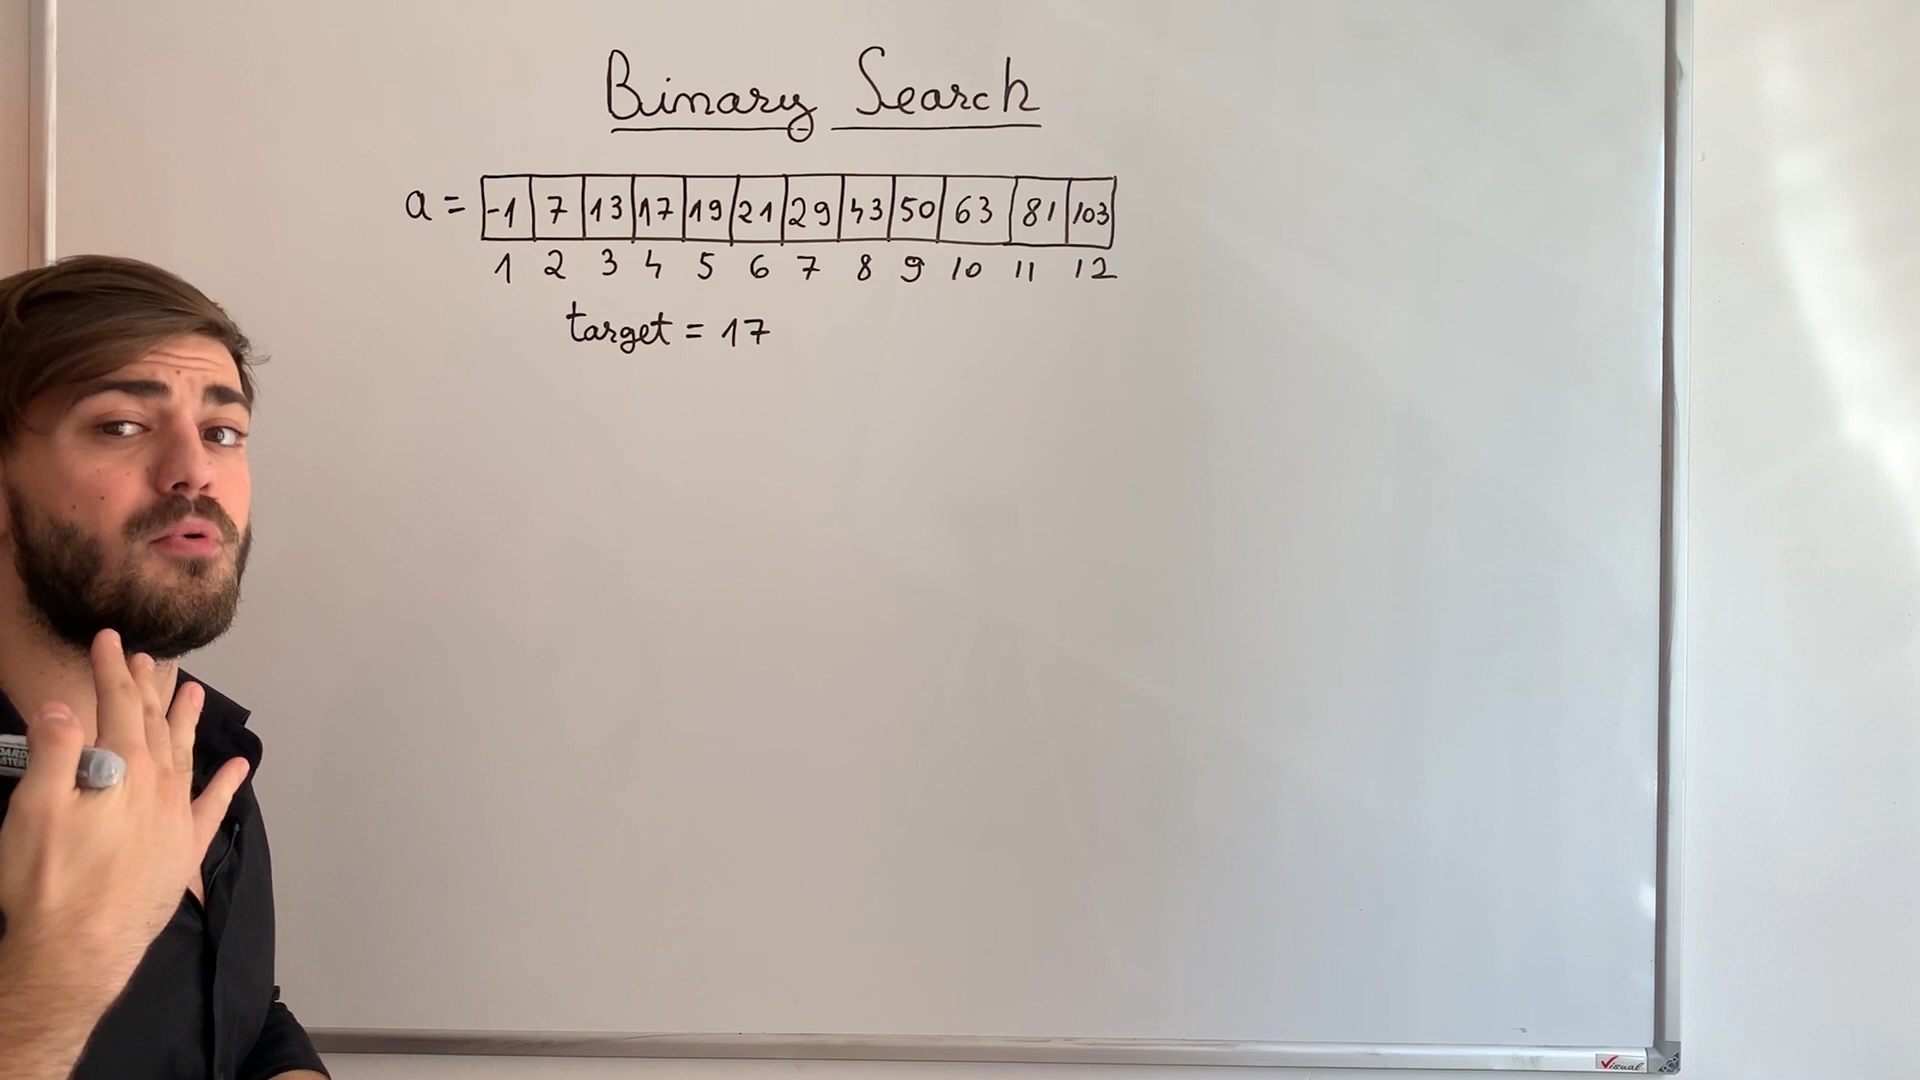 Binary Search
a = -1 7 13 17 19 21 29 43 50 63 81 103
1 2 3 4 5 6 7 8 9 10 11 12
target = 17
Visual